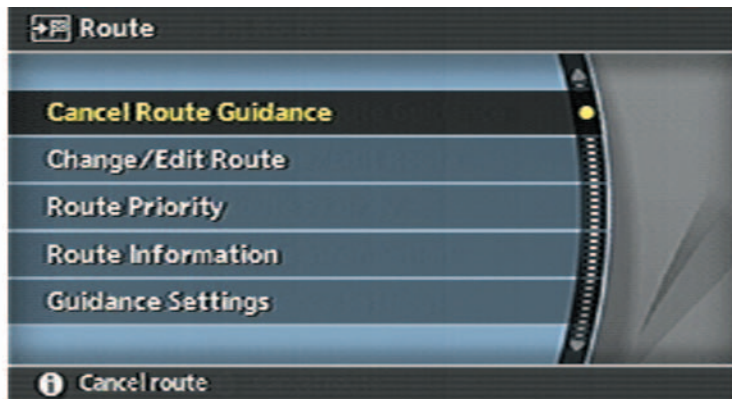 Route
Cancel Route Guidance
Change/Edit Route
Route Priority
Route Information
Guidance Settings
Cancel route